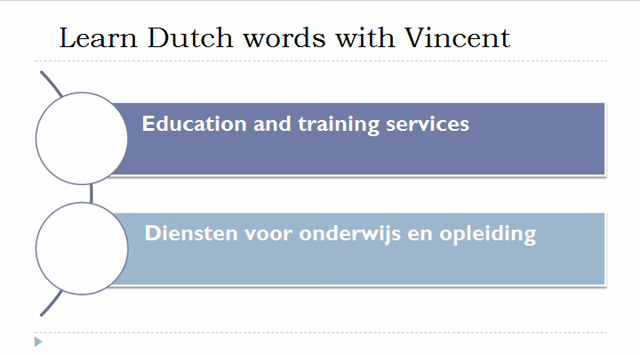 Learn Dutch words with Vincent
Education and training services
Diensten voor onderwijs en opleiding